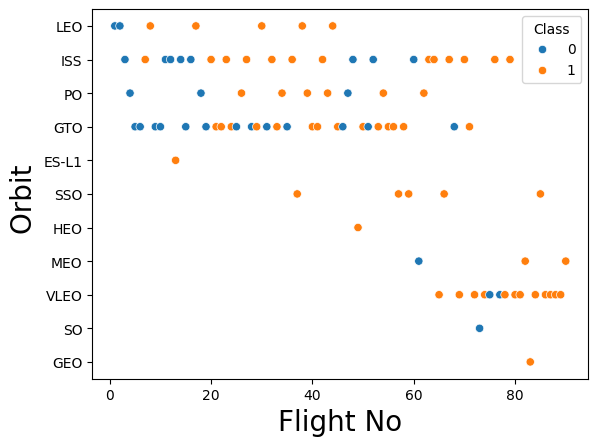 LEO
ISS
PO
GTO
ES-L1
SSO
HEO
MEO
VLEO
SO
GEO
Orbit
0 20 40 60 80
Flight No
Class
0
1